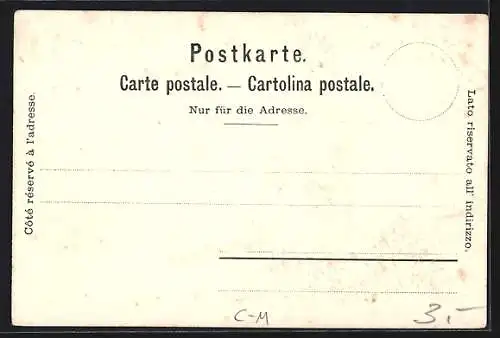 Postkarte.
Carte postale. — Cartolina postale.
Nur für die Adresse.
Côté réservé à l'adresse.
Lato riservato all' indirizzo.
C-M
3.-